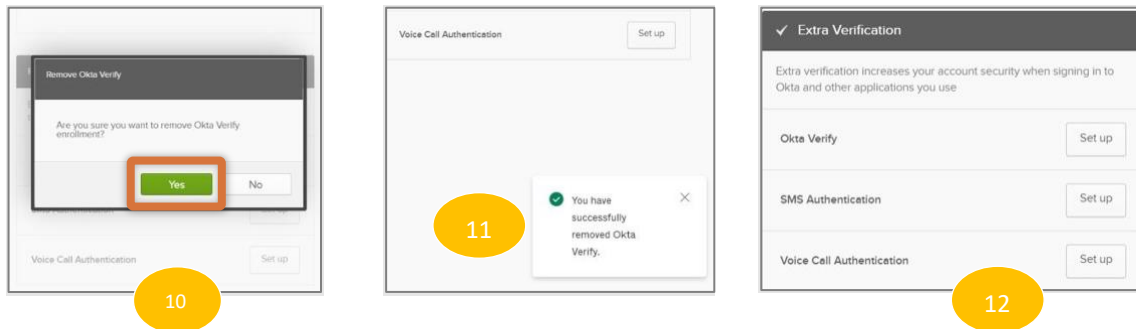 Remove Okta Verify
Are you sure you want to remove Okta Verify
enrollment?
Yes
No
Voice Call Authentication
Set up
10
Voice Call Authentication
Set up
You have
successfully
removed Okta
Verify.
11
✓ Extra Verification
Extra verification increases your account security when signing in to
Okta and other applications you use
Okta Verify
Set up
SMS Authentication
Set up
Voice Call Authentication
Set up
12